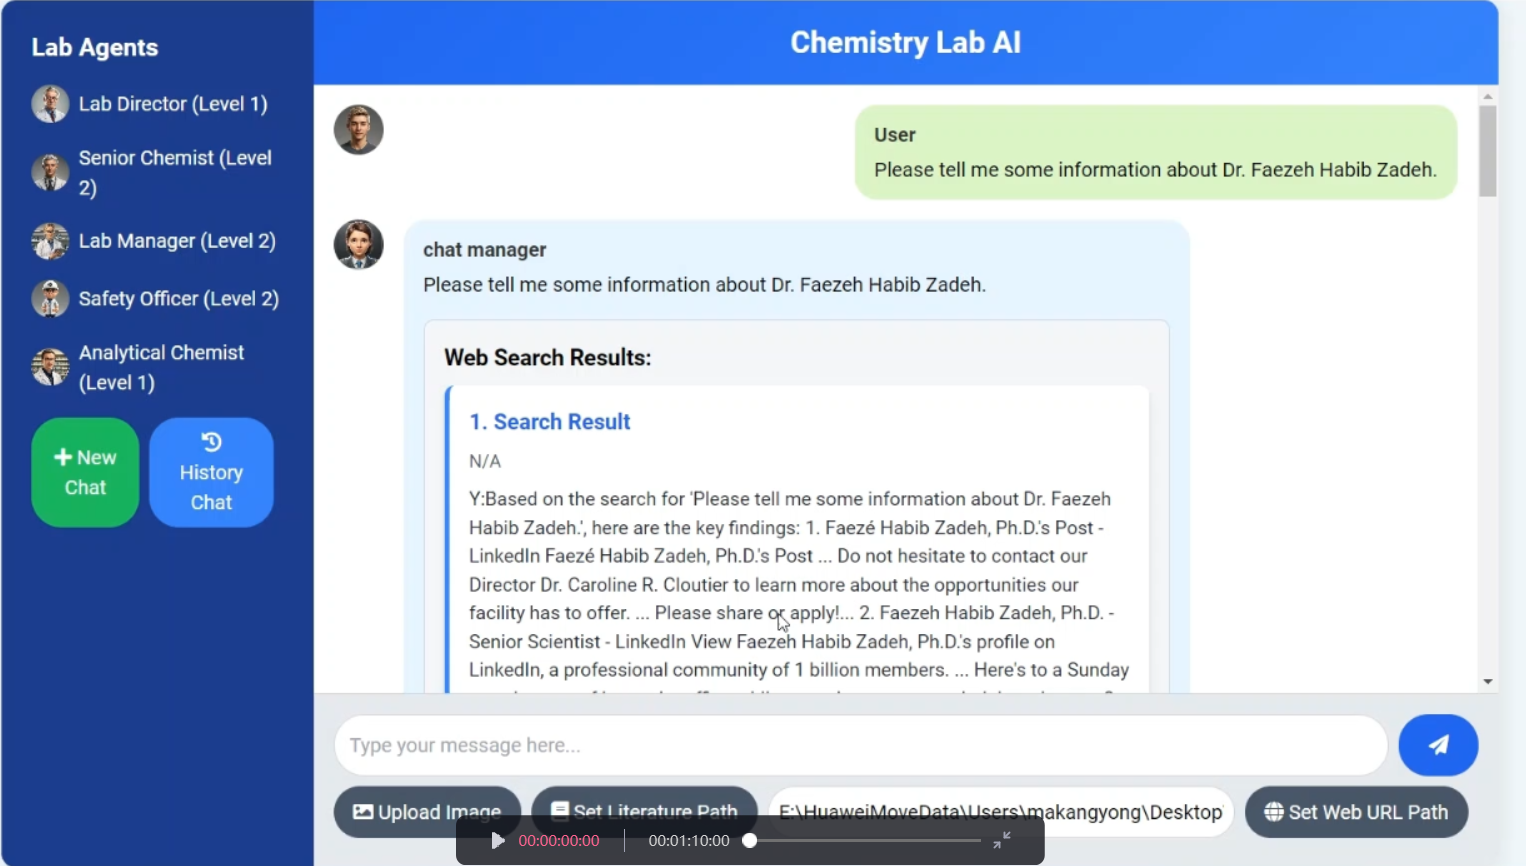 Lab Agents
Lab Director (Level 1)
Senior Chemist (Level
2)
Lab Manager (Level 2)
Safety Officer (Level 2)
Analytical Chemist
(Level 1)
New
Chat
History
Chat
Chemistry Lab AI
User
Please tell me some information about Dr. Faezeh Habib Zadeh.
chat manager
Please tell me some information about Dr. Faezeh Habib Zadeh.
Web Search Results:
1. Search Result
N/A
Y:Based on the search for 'Please tell me some information about Dr. Faezeh
Habib Zadeh.', here are the key findings: 1. Faezé Habib Zadeh, Ph.D.'s Post -
LinkedIn Faezé Habib Zadeh, Ph.D.'s Post ... Do not hesitate to contact our
Director Dr. Caroline R. Cloutier to learn more about the opportunities our
facility has to offer. ... Please share or apply!... 2. Faezeh Habib Zadeh, Ph.D. -
Senior Scientist - LinkedIn View Faezeh Habib Zadeh, Ph.D.'s profile on
LinkedIn, a professional community of 1 billion members. ... Here's to a Sunday
Type your message here...
Upload Image
Set Literature Path
E:\HuaweiMoveData\Users\makangyong\Desktop
Set Web URL Path
00:00:00:00
00:01:10:00